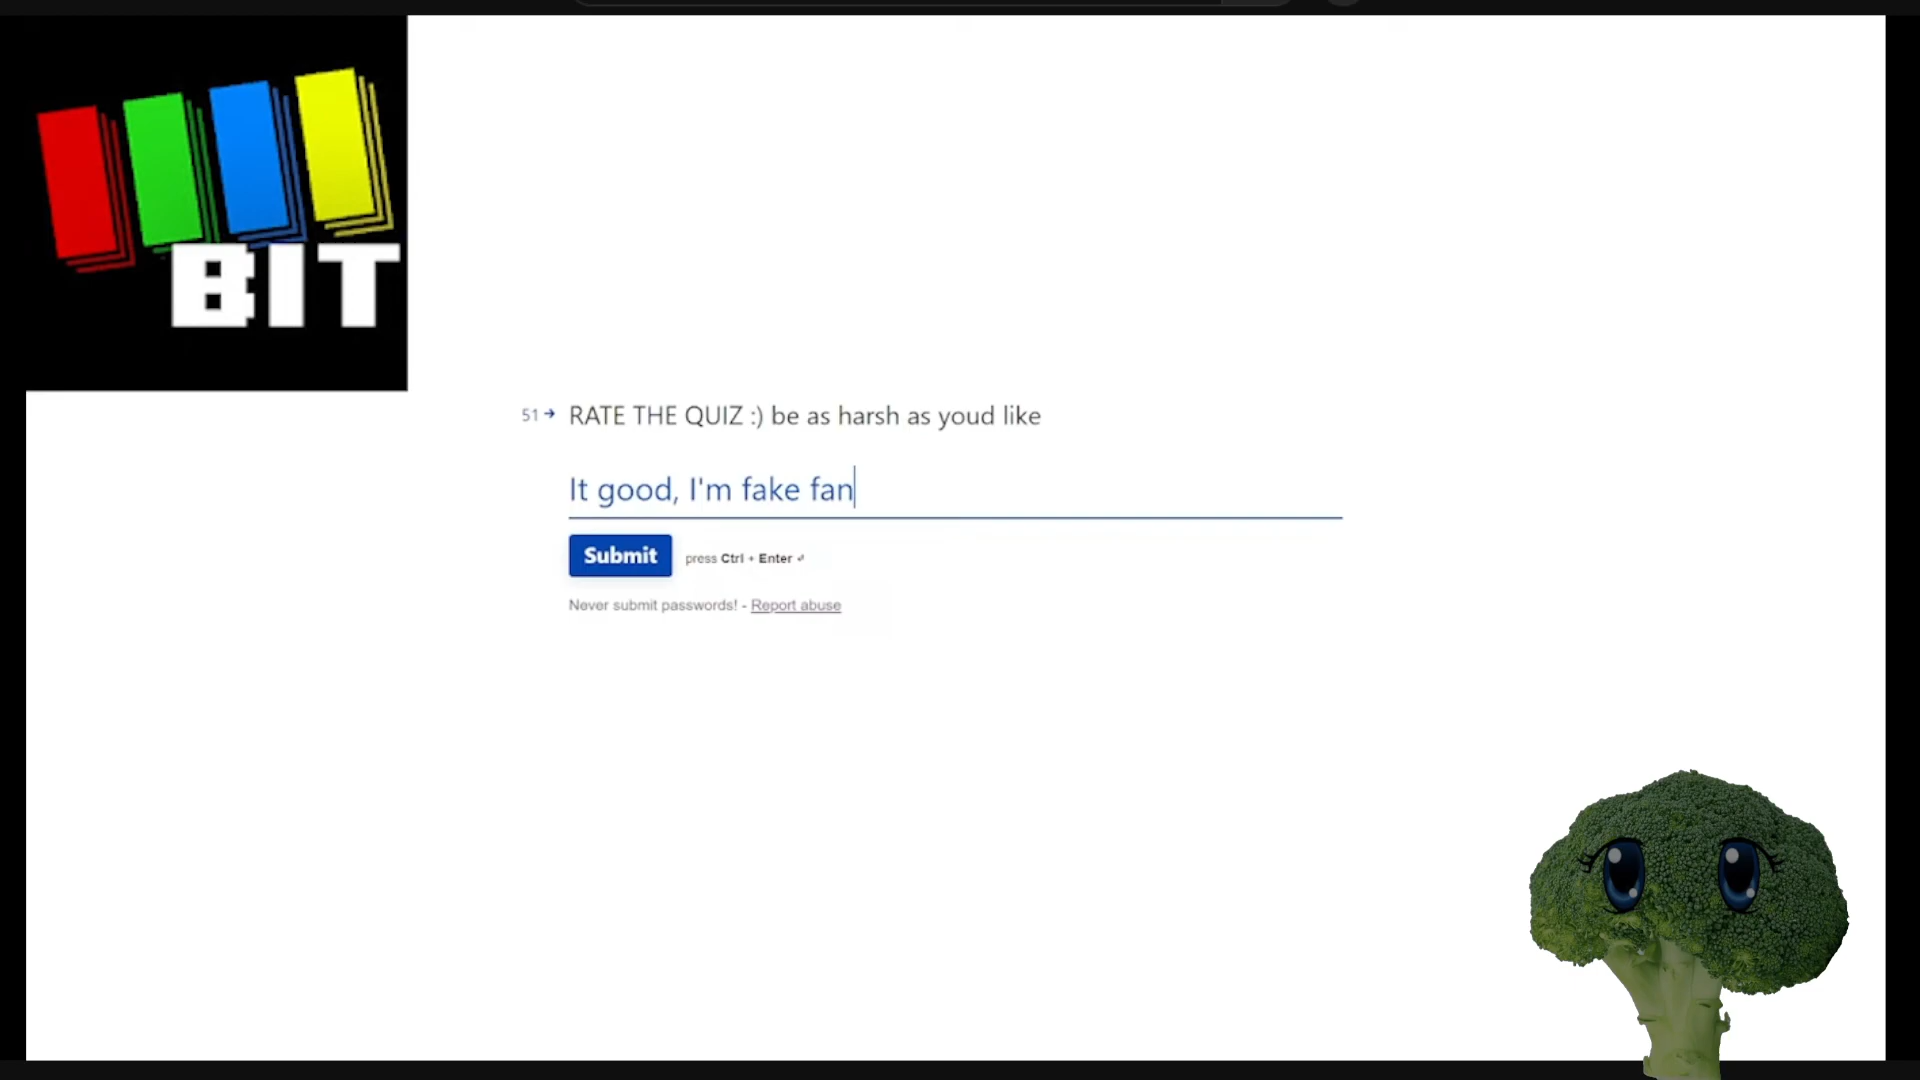 BIT
51→ RATE THE QUIZ :) be as harsh as youd like
It good, I'm fake fan
Submit press Ctrl + Enter ↵
Never submit passwords! - Report abuse